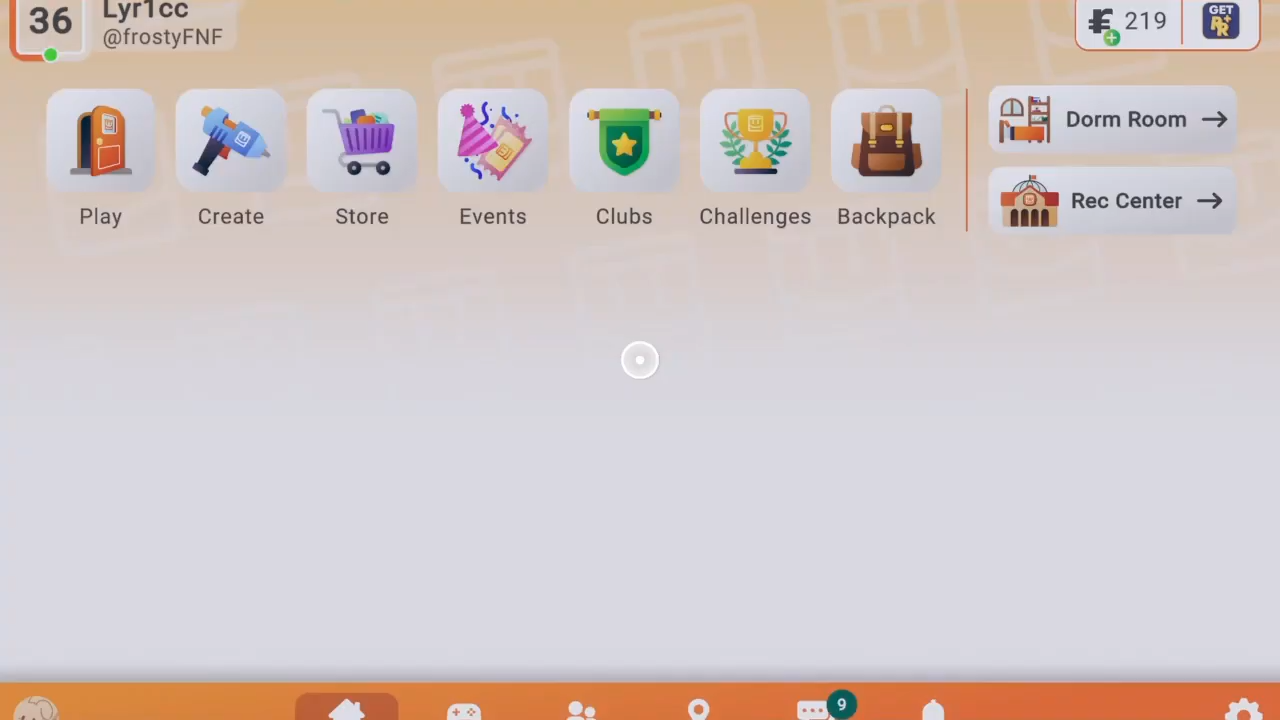 36
Lyr1cc
@frostyFNF
219
GET
R+
R
Play
Create
Store
Events
Clubs
Challenges
Backpack
Dorm Room
Rec Center
9